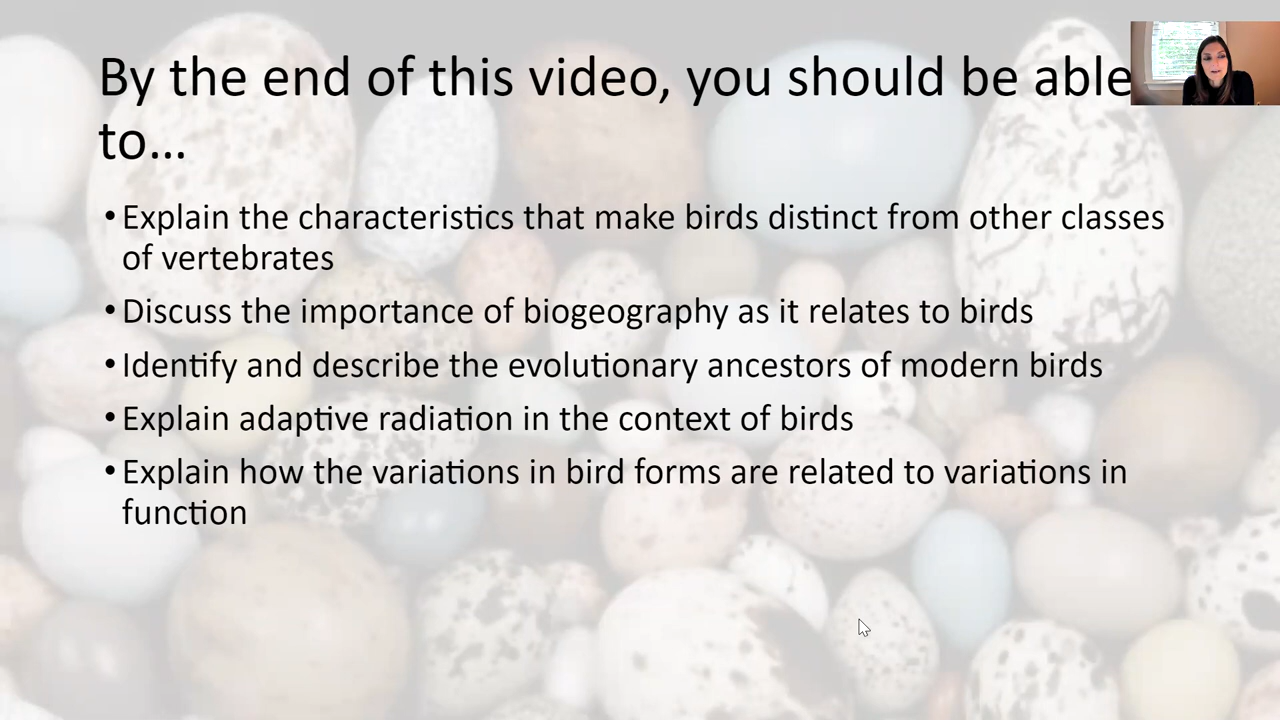 By the end of this video, you should be able
to…
• Explain the characteristics that make birds distinct from other classes
of vertebrates
• Discuss the importance of biogeography as it relates to birds
• Identify and describe the evolutionary ancestors of modern birds
• Explain adaptive radiation in the context of birds
• Explain how the variations in bird forms are related to variations in
function